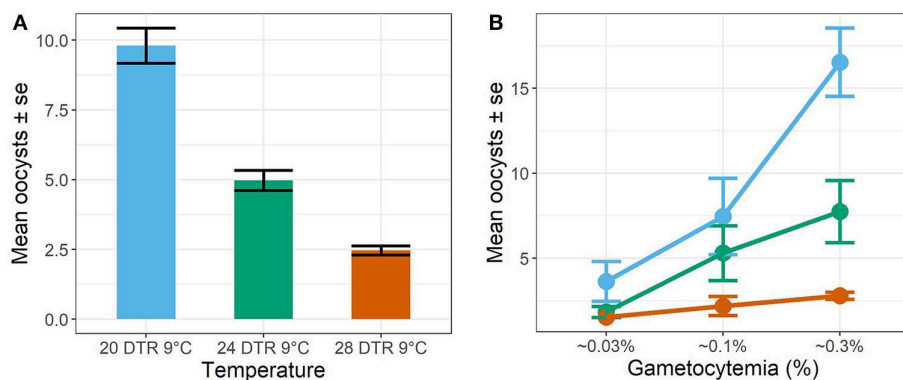 A
Mean oocysts ± se
10.0
7.5
5.0
2.5
0.0
20 DTR 9°C 24 DTR 9°C 28 DTR 9°C
Temperature
B
Mean oocysts ± se
15
10
5
~0.03% ~0.1% ~0.3%
Gametocytemia (%)